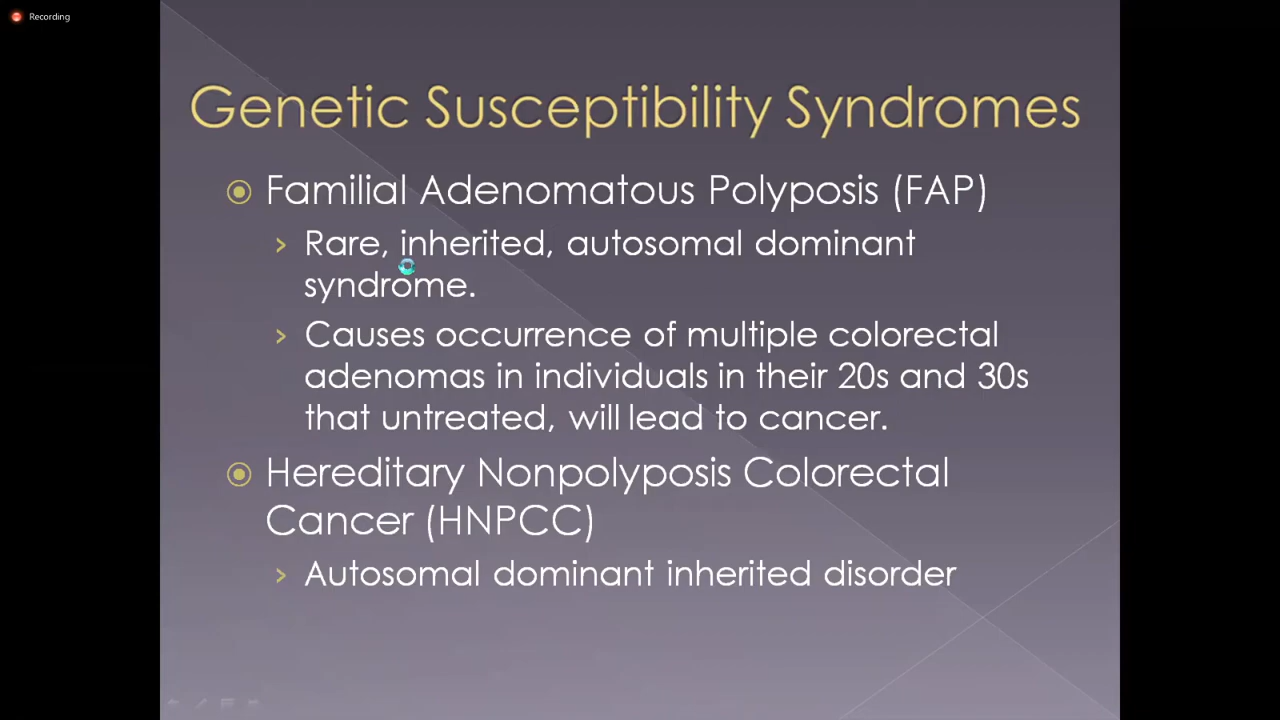 Recording
Genetic Susceptibility Syndromes
Familial Adenomatous Polyposis (FAP)
Rare, inherited, autosomal dominant
syndrome.
Causes occurrence of multiple colorectal
adenomas in individuals in their 20s and 30s
that untreated, will lead to cancer.
Hereditary Nonpolyposis Colorectal
Cancer (HNPCC)
Autosomal dominant inherited disorder